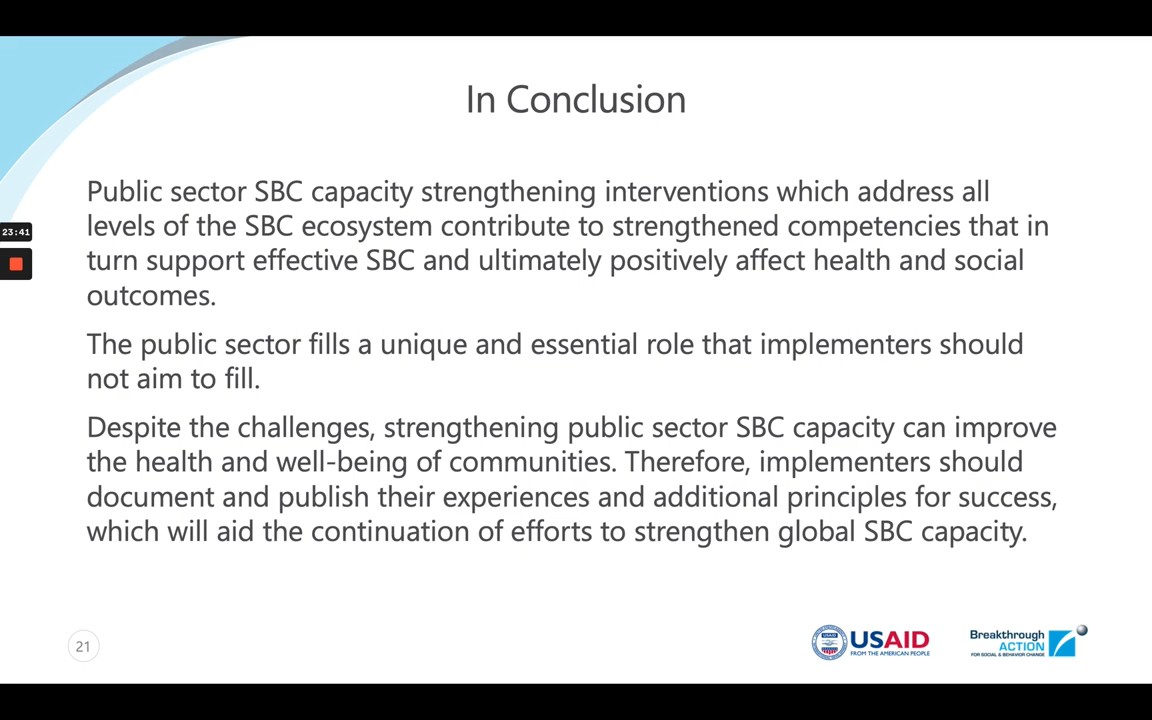 In Conclusion
Public sector SBC capacity strengthening interventions which address all
levels of the SBC ecosystem contribute to strengthened competencies that in
turn support effective SBC and ultimately positively affect health and social
outcomes.
23:41
The public sector fills a unique and essential role that implementers should
not aim to fill.
Despite the challenges, strengthening public sector SBC capacity can improve
the health and well-being of communities. Therefore, implementers should
document and publish their experiences and additional principles for success,
which will aid the continuation of efforts to strengthen global SBC capacity.
21
USAID
FROM THE AMERICAN PEOPLE
Breakthrough
ACTION
FOR SOCIAL & BEHAVIOR CHANGE